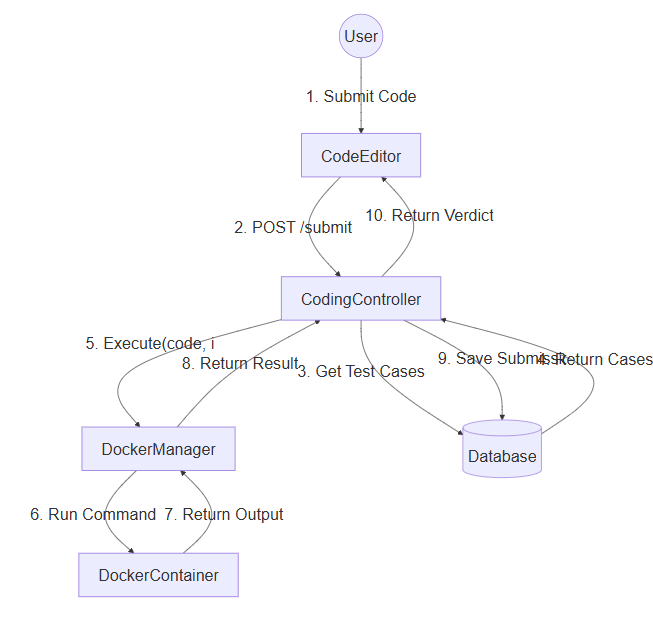 User
1. Submit Code
CodeEditor
2. POST /submit
10. Return Verdict
CodingController
5. Execute(code, i
8. Return Result
3. Get Test Cases
9. Save
4. Return Cases
DockerManager
Database
6. Run Command
7. Return Output
DockerContainer